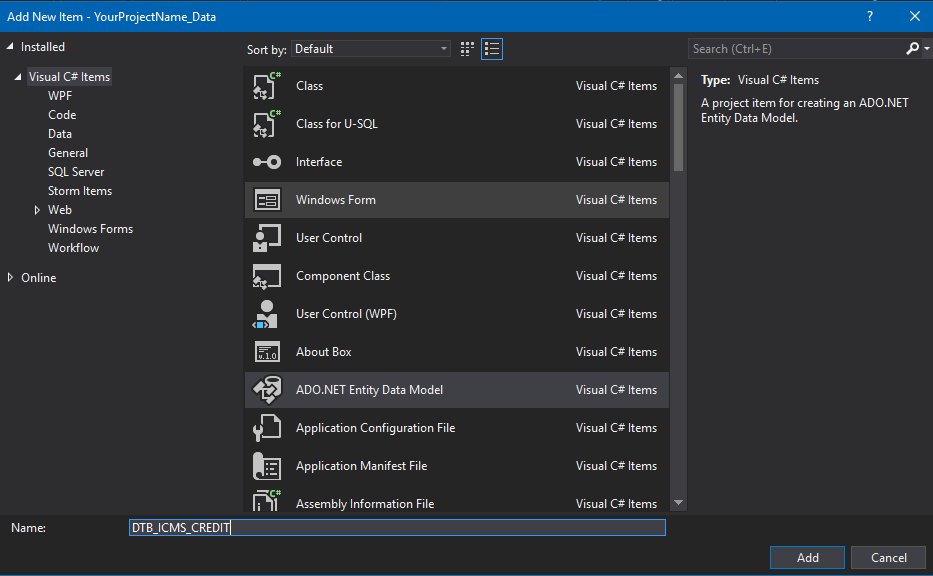 Add New Item - YourProjectName_Data ?
Installed
Visual C# Items
WPF
Code
Data
General
SQL Server
Storm Items
Web
Windows Forms
Workflow
Online
Sort by: Default
Class Visual C# Items
Class for U-SQL Visual C# Items
Interface Visual C# Items
Windows Form Visual C# Items
User Control Visual C# Items
Component Class Visual C# Items
User Control (WPF) Visual C# Items
About Box Visual C# Items
ADO.NET Entity Data Model Visual C# Items
Application Configuration File Visual C# Items
Application Manifest File Visual C# Items
Assembly Information File Visual C# Items
Search (Ctrl+E)
Type: Visual C# Items
A project item for creating an ADO.NET
Entity Data Model.
Name: DTB_ICMS_CREDIT
Add Cancel